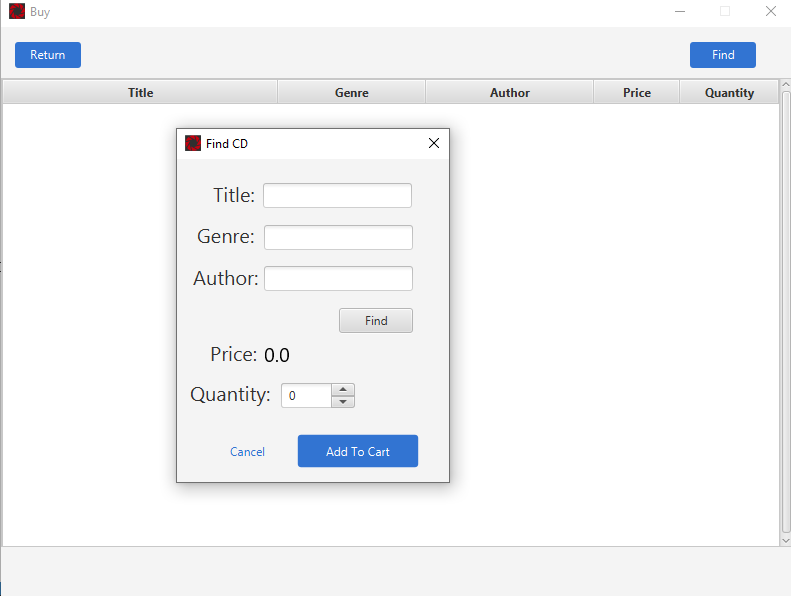 Buy
Return Find
Title Genre Author Price Quantity
Find CD
Title:
Genre:
Author:
Find
Price: 0.0
Quantity: 0
Cancel Add To Cart